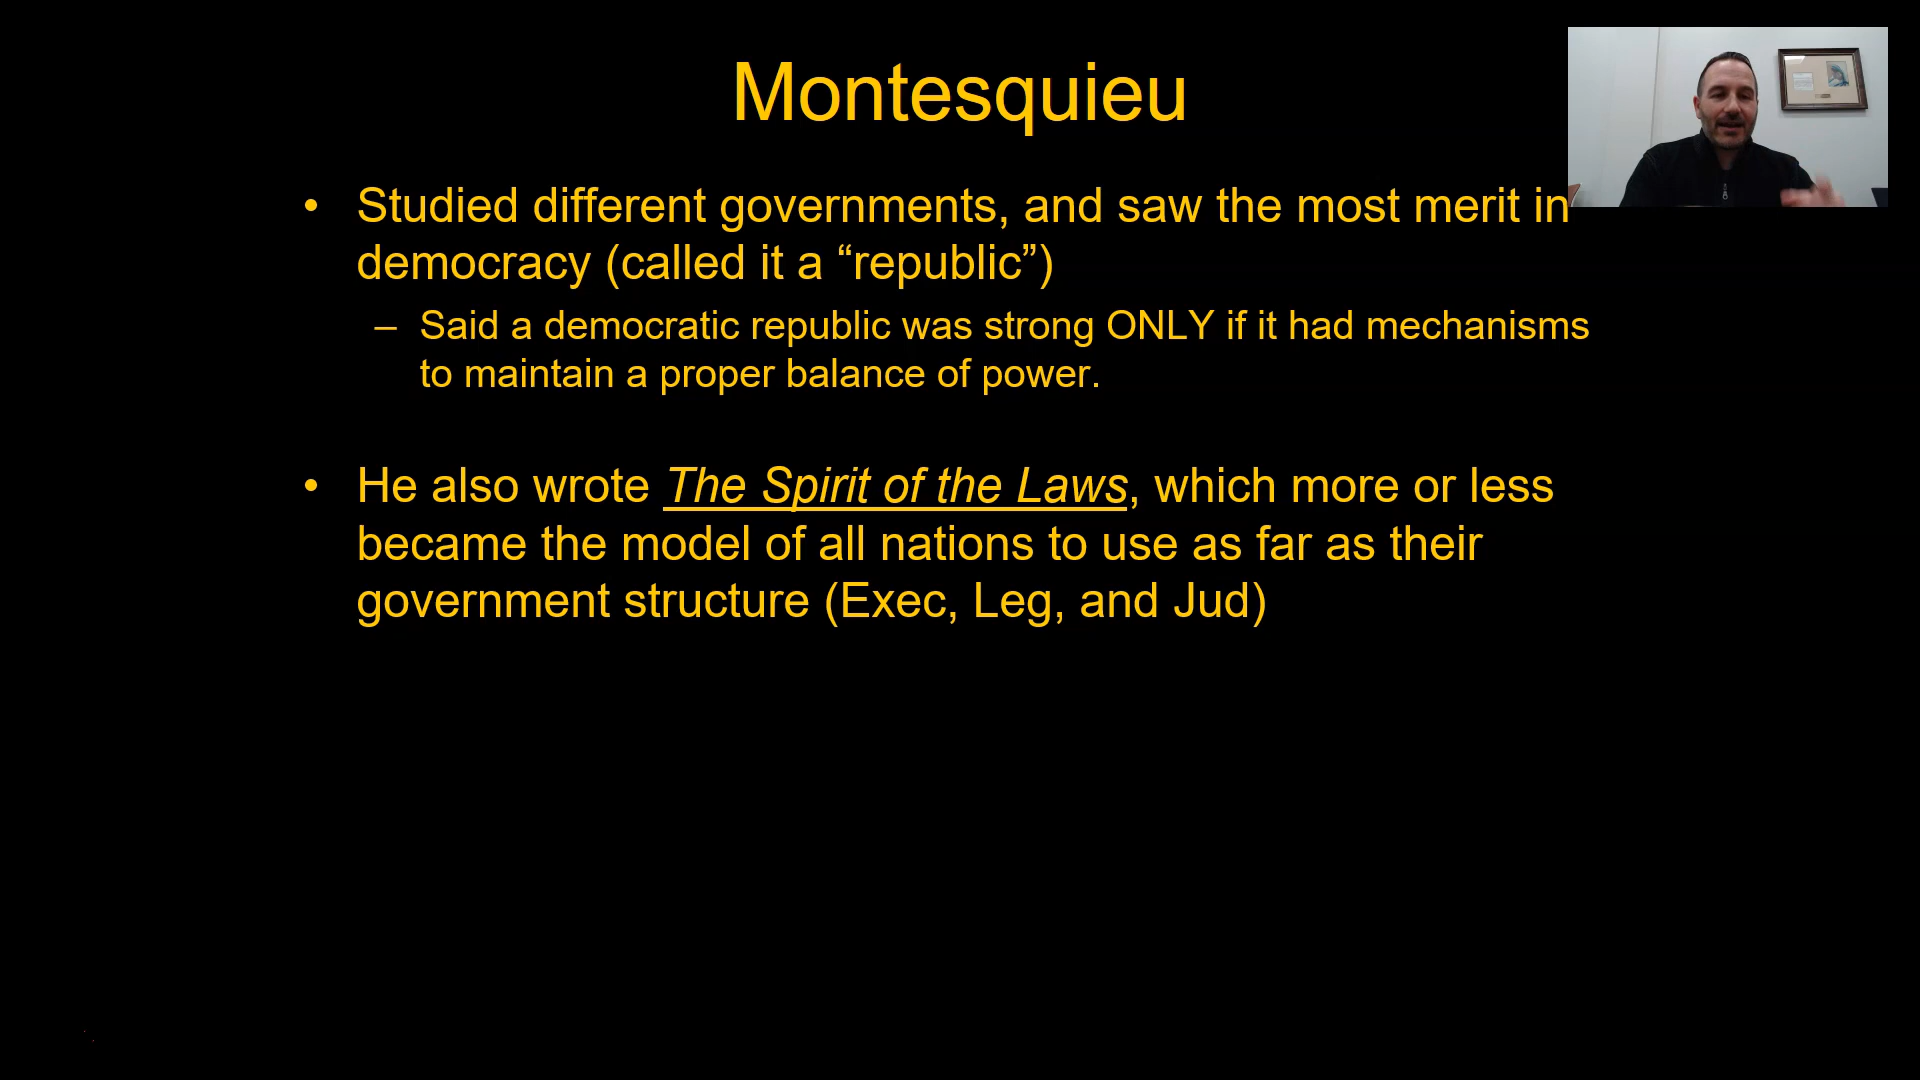 Montesquieu
• Studied different governments, and saw the most merit in
democracy (called it a “republic”)
– Said a democratic republic was strong ONLY if it had mechanisms
to maintain a proper balance of power.
• He also wrote The Spirit of the Laws, which more or less
became the model of all nations to use as far as their
government structure (Exec, Leg, and Jud)